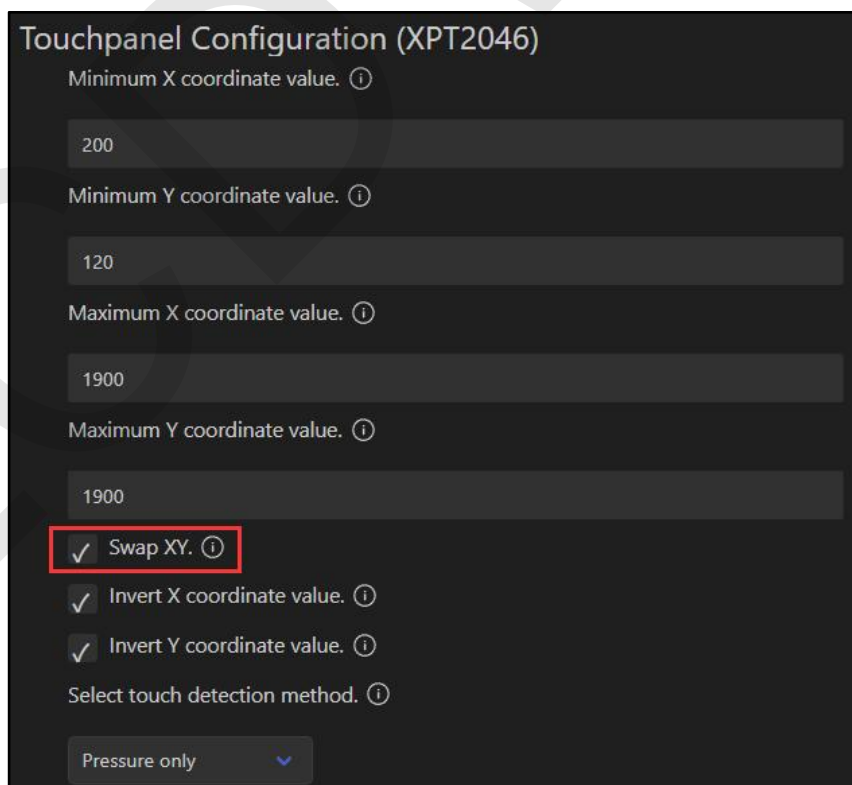 Touchpanel Configuration (XPT2046)
Minimum X coordinate value.
200
Minimum Y coordinate value.
120
Maximum X coordinate value.
1900
Maximum Y coordinate value.
1900
Swap XY.
Invert X coordinate value.
Invert Y coordinate value.
Select touch detection method.
Pressure only